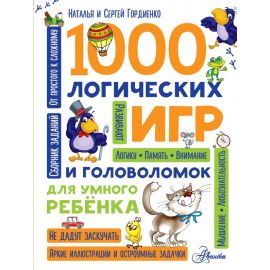 Наталья и Сергей Гордиенко
1000
ЛОГИЧЕСКИХ
ИГР
И ГОЛОВОЛОМОК
ДЛЯ УМНОГО
РЕБЁНКА
От простого к сложному
Сборник заданий
Развивают
Логику • Память • Внимание
Мышление • Любознательность
Не дадут заскучать
Яркие иллюстрации и остроумные задачки
Аванта